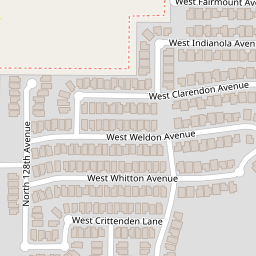 West Fairmount Avenue
West Indianola Aven
West Clarendon Avenue
West Weldon Avenue
North 128th Avenue
West Whitton Avenue
West Crittenden Lane